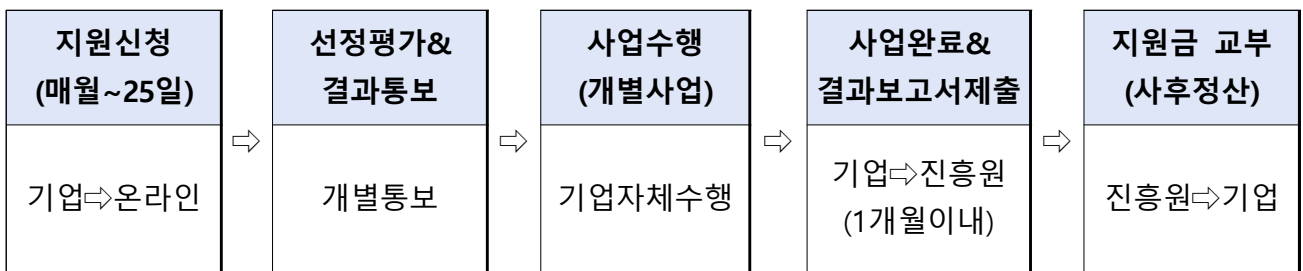 지원신청
(매월~25일)
기업⇨온라인
⇨
선정평가&
결과통보
개별통보
⇨
사업수행
(개별사업)
기업자체수행
⇨
사업완료&
결과보고서제출
기업⇨진흥원
(1개월이내)
⇨
지원금 교부
(사후정산)
진흥원⇨기업